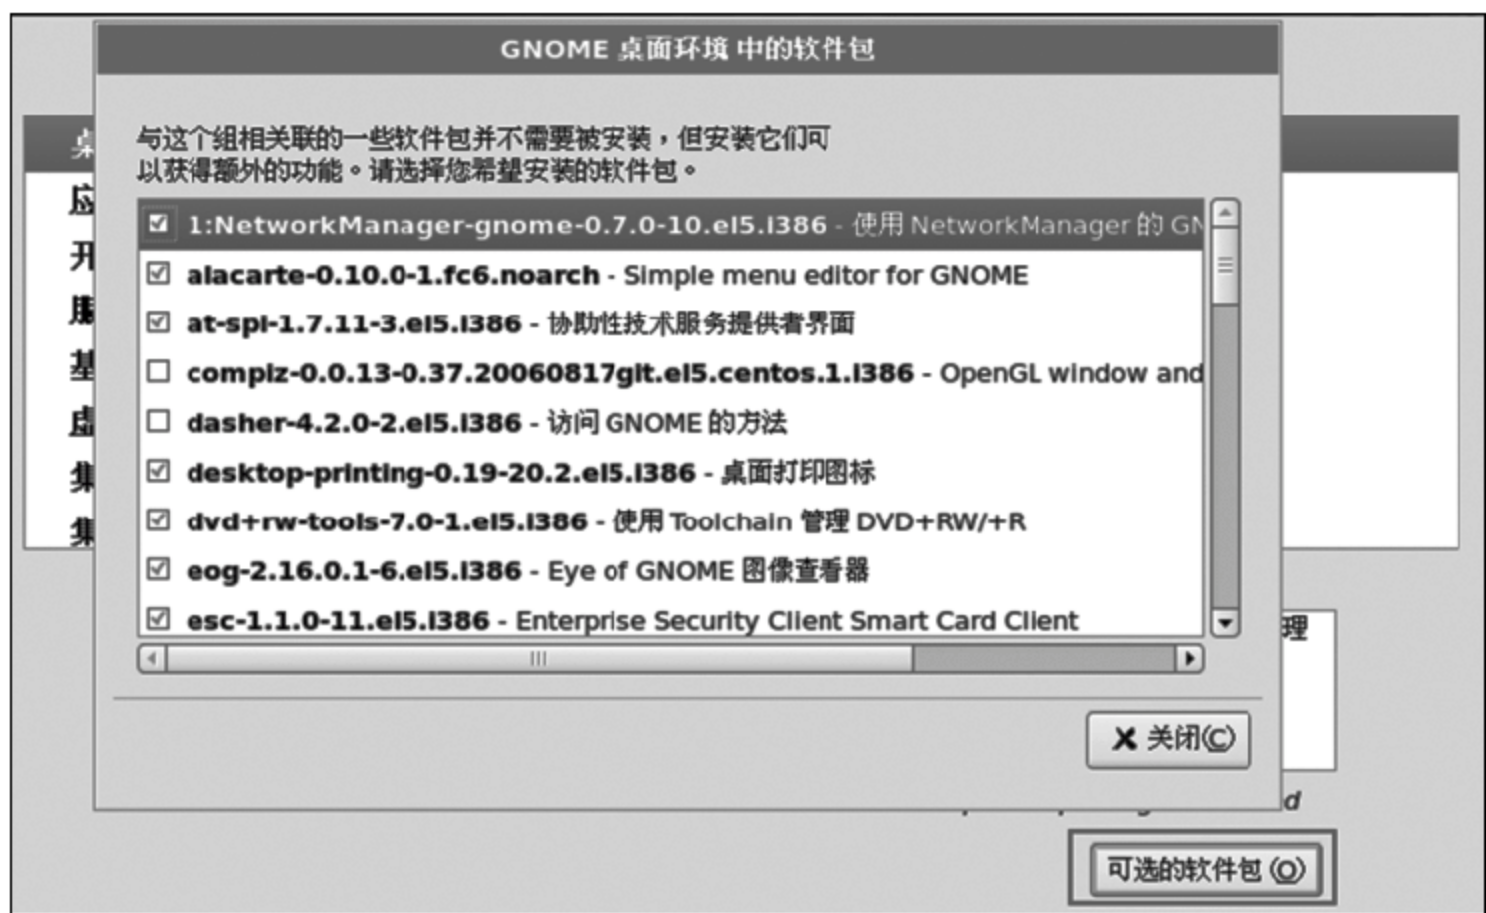 GNOME 桌面环境 中的软件包
与这个组相关联的一些软件包并不需要被安装，但安装它们可
以获得额外的功能。请选择您希望安装的软件包。
1:NetworkManager-gnome-0.7.0-10.el5.i386 - 使用 NetworkManager 的 GN
alacarte-0.10.0-1.fc6.noarch - Simple menu editor for GNOME
at-spi-1.7.11-3.el5.i386 - 协助性技术服务提供者界面
compiz-0.0.13-0.37.20060817git.el5.centos.1.i386 - OpenGL window and
dasher-4.2.0-2.el5.i386 - 访问 GNOME 的方法
desktop-printing-0.19-20.2.el5.i386 - 桌面打印图标
dvd+rw-tools-7.0-1.el5.i386 - 使用 Toolchain 管理 DVD+RW/+R
eog-2.16.0.1-6.el5.i386 - Eye of GNOME 图像查看器
esc-1.1.0-11.el5.i386 - Enterprise Security Client Smart Card Client
关闭(C)
应
开
基
虚
集
集
理
d
可选的软件包 (O)